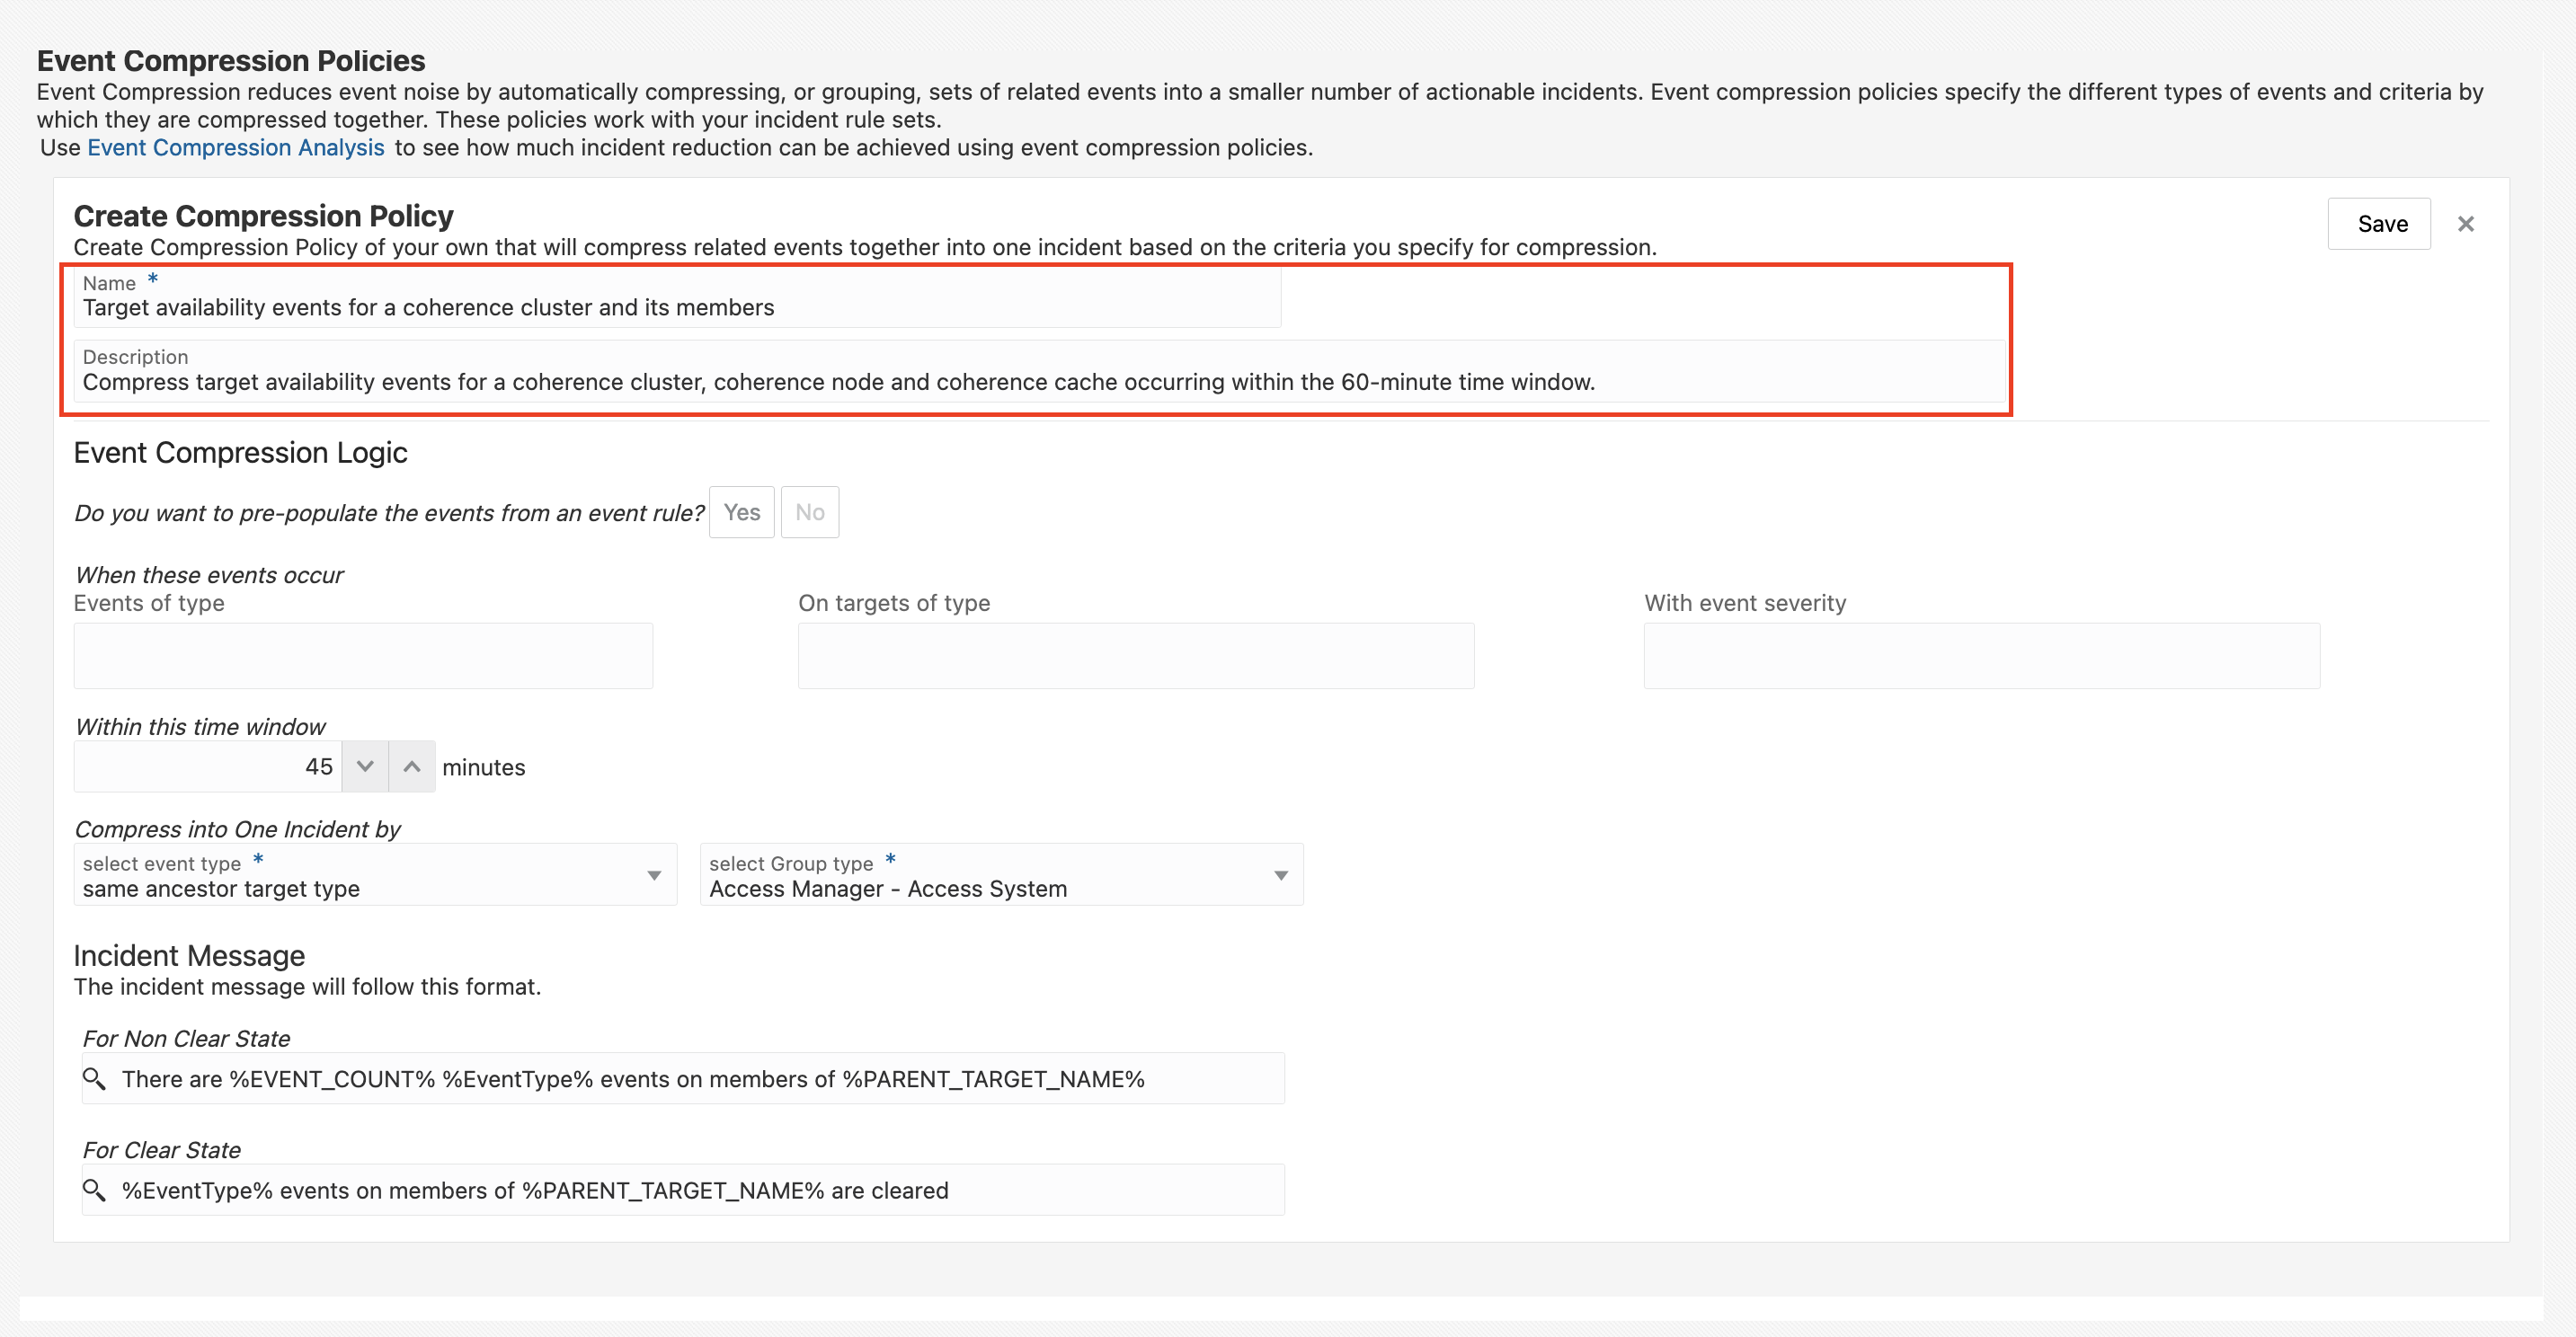 Event Compression Policies
Event Compression reduces event noise by automatically compressing, or grouping, sets of related events into a smaller number of actionable incidents. Event compression policies specify the different types of events and criteria by
which they are compressed together. These policies work with your incident rule sets.
Use Event Compression Analysis to see how much incident reduction can be achieved using event compression policies.
Create Compression Policy
Save
Create Compression Policy of your own that will compress related events together into one incident based on the criteria you specify for compression.
Name *
Target availability events for a coherence cluster and its members
Description
Compress target availability events for a coherence cluster, coherence node and coherence cache occurring within the 60-minute time window.
Event Compression Logic
Do you want to pre-populate the events from an event rule? Yes No
When these events occur
Events of type On targets of type With event severity
Within this time window
45 minutes
Compress into One Incident by
select event type * select Group type *
same ancestor target type Access Manager - Access System
Incident Message
The incident message will follow this format.
For Non Clear State
There are %EVENT_COUNT% %EventType% events on members of %PARENT_TARGET_NAME%
For Clear State
%EventType% events on members of %PARENT_TARGET_NAME% are cleared